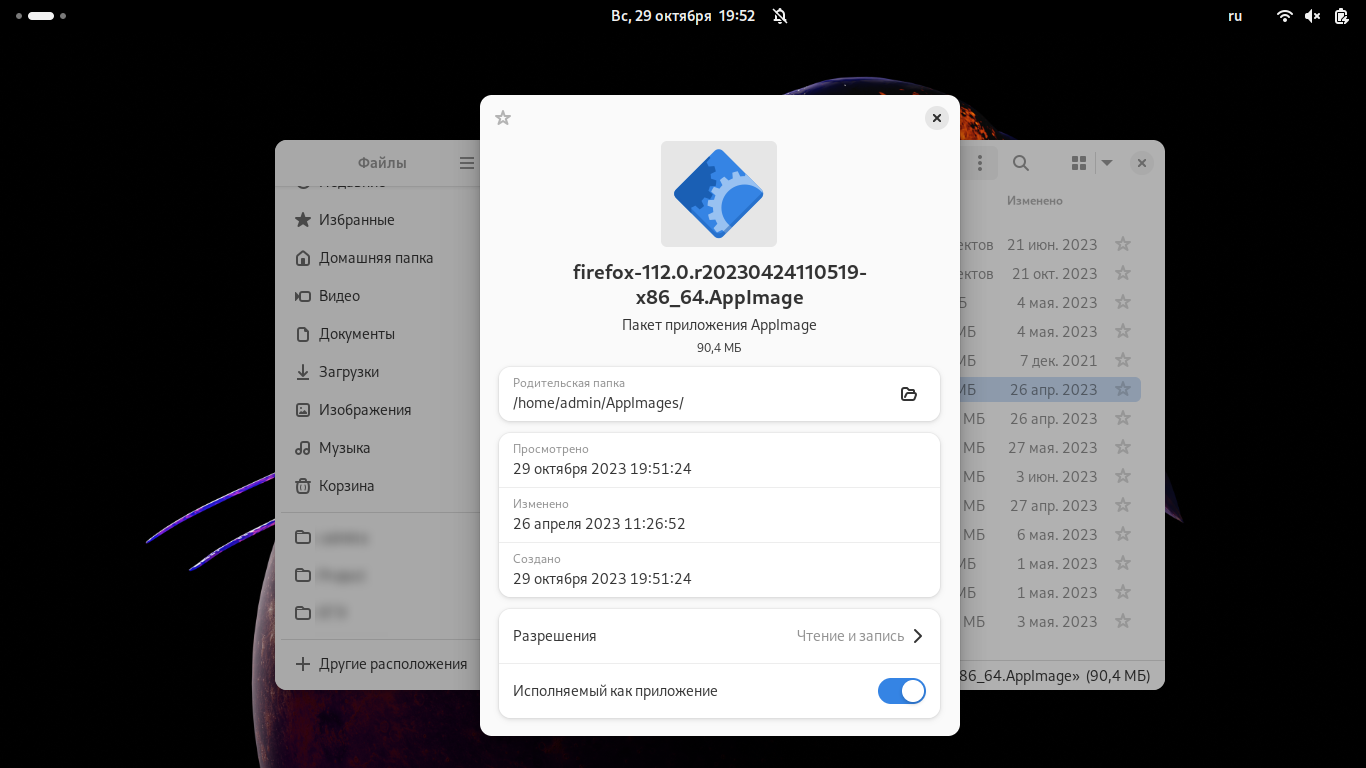 Вс, 29 октября 19:52
ru
Файлы
Избранные
Домашняя папка
Видео
Документы
Загрузки
Изображения
Музыка
Корзина
Другие расположения
firefox-112.0.r20230424110519-
x86_64.AppImage
Пакет приложения AppImage
90,4 МБ
Родительская папка
/home/admin/AppImages/
Просмотрено
29 октября 2023 19:51:24
Изменено
26 апреля 2023 11:26:52
Создано
29 октября 2023 19:51:24
Разрешения
Чтение и запись
Исполняемый как приложение
Изменено
ектов 21 июн. 2023
ектов 21 окт. 2023
Б 4 мая. 2023
МБ 4 мая. 2023
МБ 7 дек. 2021
МБ 26 апр. 2023
МБ 26 апр. 2023
МБ 27 мая. 2023
МБ 3 июн. 2023
МБ 27 апр. 2023
МБ 6 мая. 2023
МБ 1 мая. 2023
МБ 1 мая. 2023
МБ 3 мая. 2023
86_64.AppImage» (90,4 МБ)